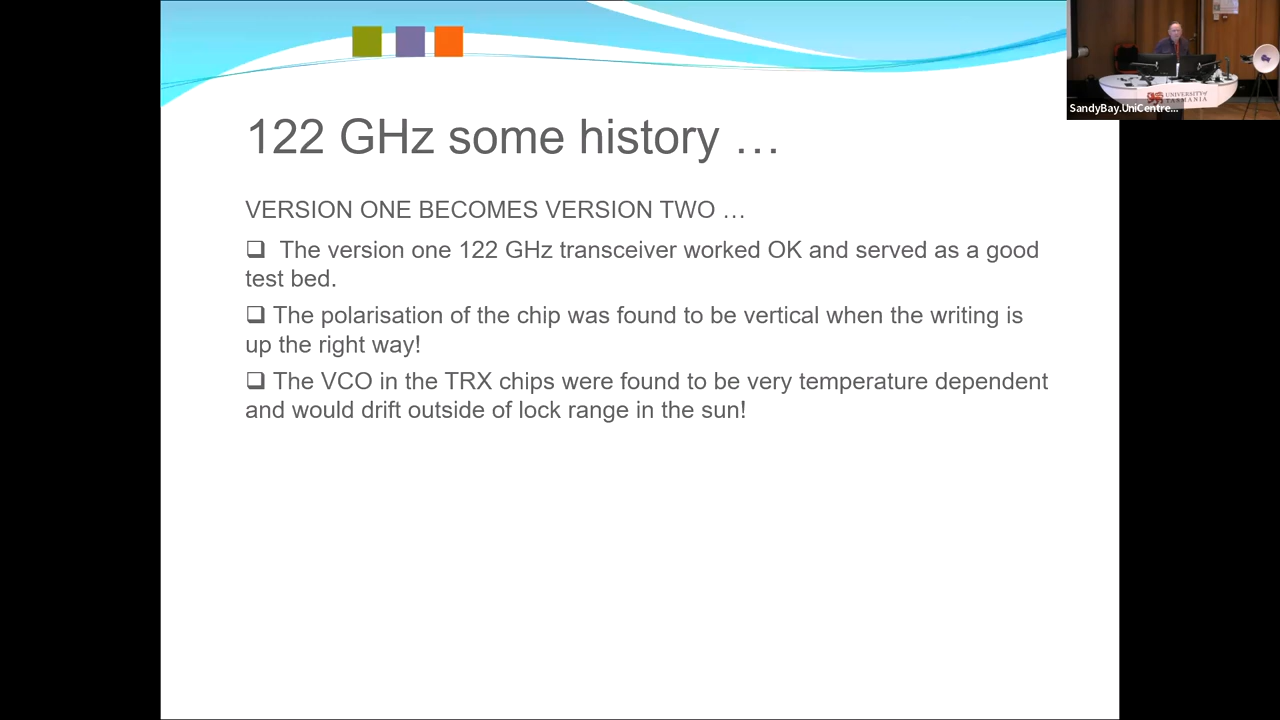 122 GHz some history …
VERSION ONE BECOMES VERSION TWO …
❑ The version one 122 GHz transceiver worked OK and served as a good
test bed.
❑ The polarisation of the chip was found to be vertical when the writing is
up the right way!
❑ The VCO in the TRX chips were found to be very temperature dependent
and would drift outside of lock range in the sun!
UNIVERSITY of
TASMANIA
SandyBay.UniCentre...